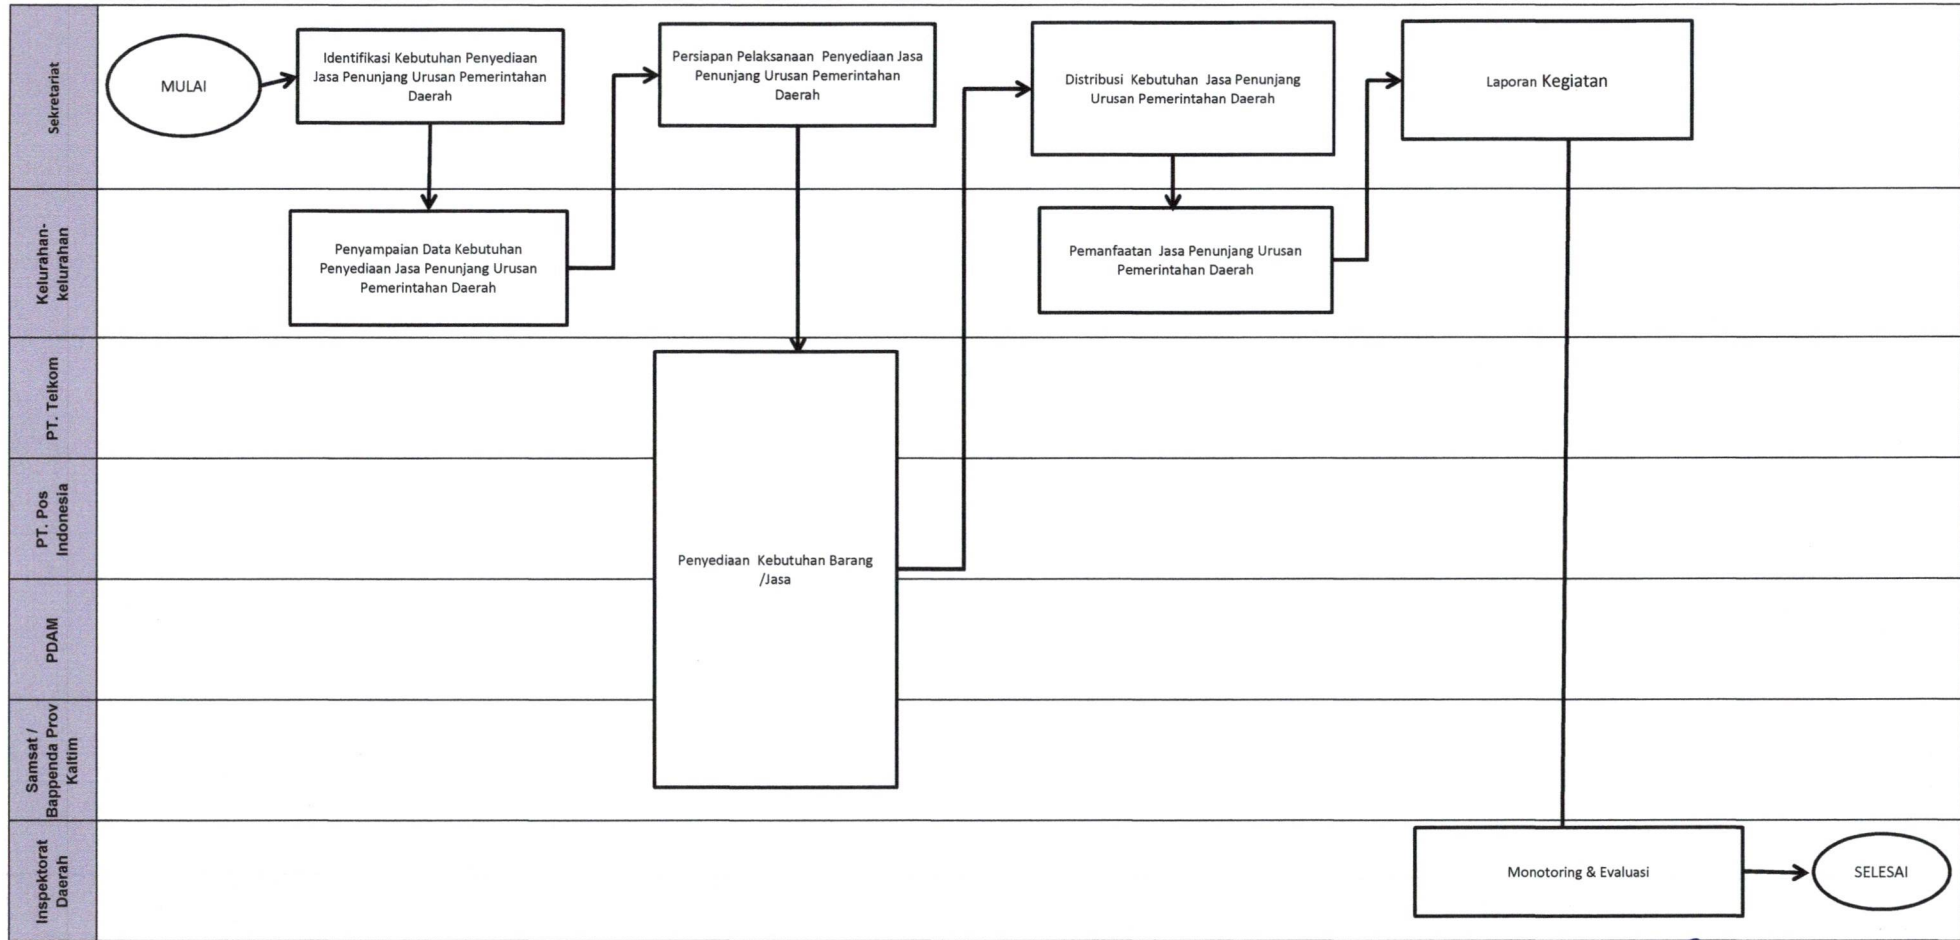 Sekretariat
MULAI
Identifikasi Kebutuhan Penyediaan
Jasa Penunjang Urusan Pemerintahan
Daerah
Persiapan Pelaksanaan Penyediaan Jasa
Penunjang Urusan Pemerintahan
Daerah
Distribusi Kebutuhan Jasa Penunjang
Urusan Pemerintahan Daerah
Laporan Kegiatan
Kelurahan-
kelurahan
Penyampaian Data Kebutuhan
Penyediaan Jasa Penunjang Urusan
Pemerintahan Daerah
Pemanfaatan Jasa Penunjang Urusan
Pemerintahan Daerah
PT. Telkom
PT. Pos
Indonesia
Penyediaan Kebutuhan Barang
/Jasa
PDAM
Samsat /
Bappenda Prov
Kaltim
Inspektorat
Daerah
Monotoring & Evaluasi
SELESAI